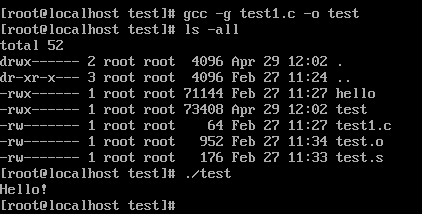 [root@localhost test]# gcc -g test1.c -o test
[root@localhost test]# ls -all
total 52
drwx------ 2 root root  4096 Apr 29 12:02 .
dr-xr-x--- 3 root root  4096 Feb 27 11:24 ..
-rwx------ 1 root root 71144 Feb 27 11:27 hello
-rwx------ 1 root root 73408 Apr 29 12:02 test
-rw------- 1 root root    64 Feb 27 11:27 test1.c
-rw------- 1 root root   952 Feb 27 11:34 test.o
-rw------- 1 root root   176 Feb 27 11:33 test.s
[root@localhost test]# ./test
Hello!
[root@localhost test]#